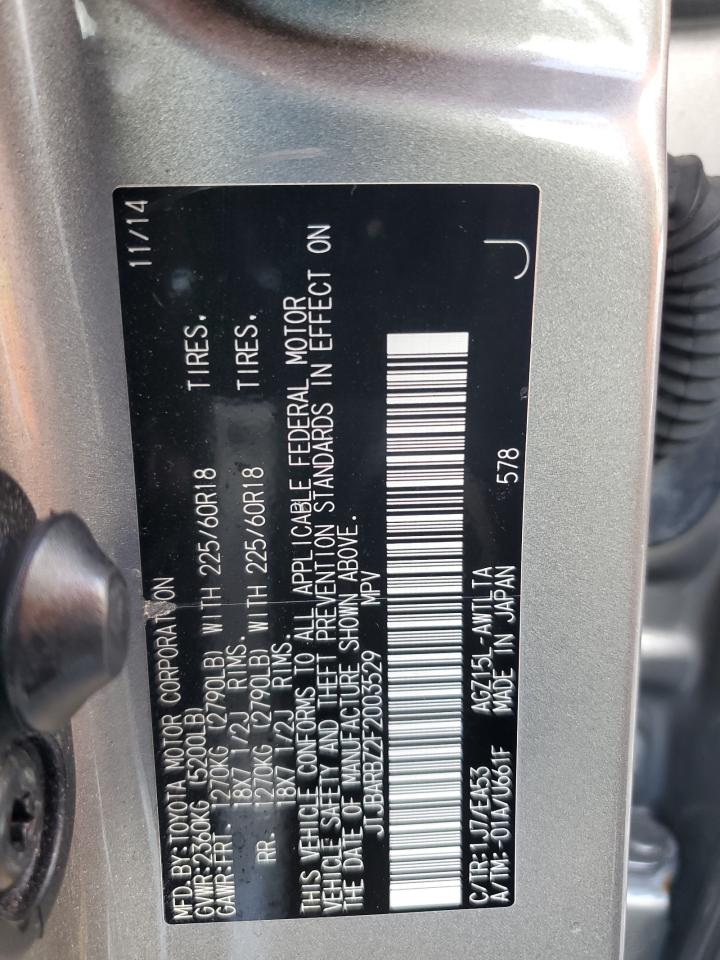 MFD.BY:TOYOTA MOTOR CORPORATION 11/14
GVWR:2360KG (5200LB)
GAWR:FRT. 1270KG (2790LB) WITH 225/60R18 TIRES.
18X7 1/2J RIMS.
RR. 1270KG (2790LB) WITH 225/60R18 TIRES.
18X7 1/2J RIMS.
THIS VEHICLE CONFORMS TO ALL APPLICABLE FEDERAL MOTOR
VEHICLE SAFETY AND THEFT PREVENTION STANDARDS IN EFFECT ON
THE DATE OF MANUFACTURE SHOWN ABOVE.
JTJBARBZ2F2003529 MPV
C/TR:1J7/EA53 AGZ15L-AWTLTA
A/TM:-01A/U661F MADE IN JAPAN 578 J